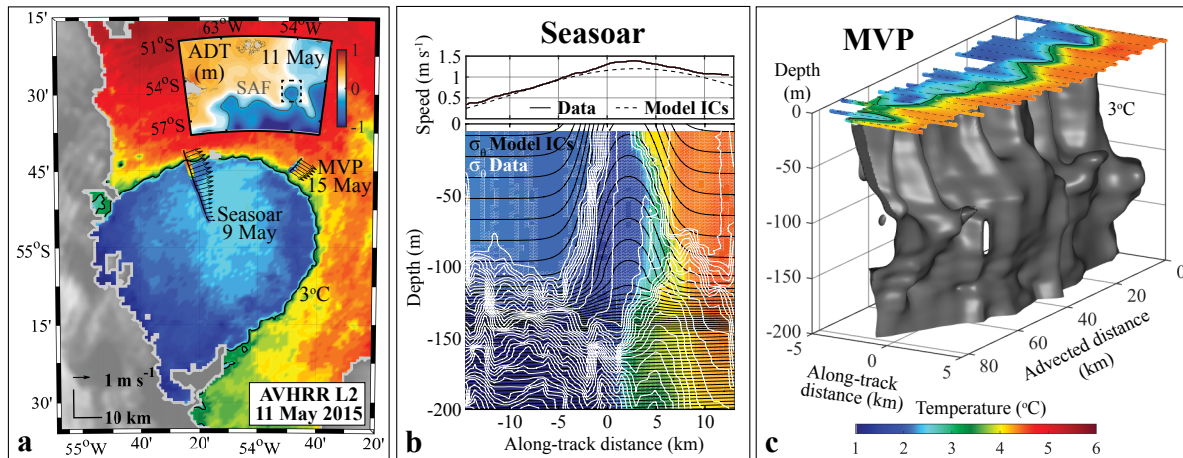 15'
30'
45'
55°S
15'
30'
55°W
40'
20'
54°W
40'
63°W
54°W
51°S
54°S
57°S
ADT
(m)
11 May
SAF
1
0
-1
MVP
15 May
Seasoar
9 May
3°C
1 m s⁻¹
10 km
AVHRR L2
11 May 2015
a
Seasoar
Speed (m s⁻¹)
1.5
1.0
0.5
0
Data
Model ICs
σθ Model ICs
σθ Data
Depth (m)
-50
-100
-150
-200
-10
-5
0
5
10
Along-track distance (km)
b
MVP
Depth
(m)
0
-50
-100
-150
-200
3°C
-5
0
5
Along-track
distance (km)
80
60
40
20
0
Advected distance
(km)
Temperature (°C)
1
2
3
4
5
6
c